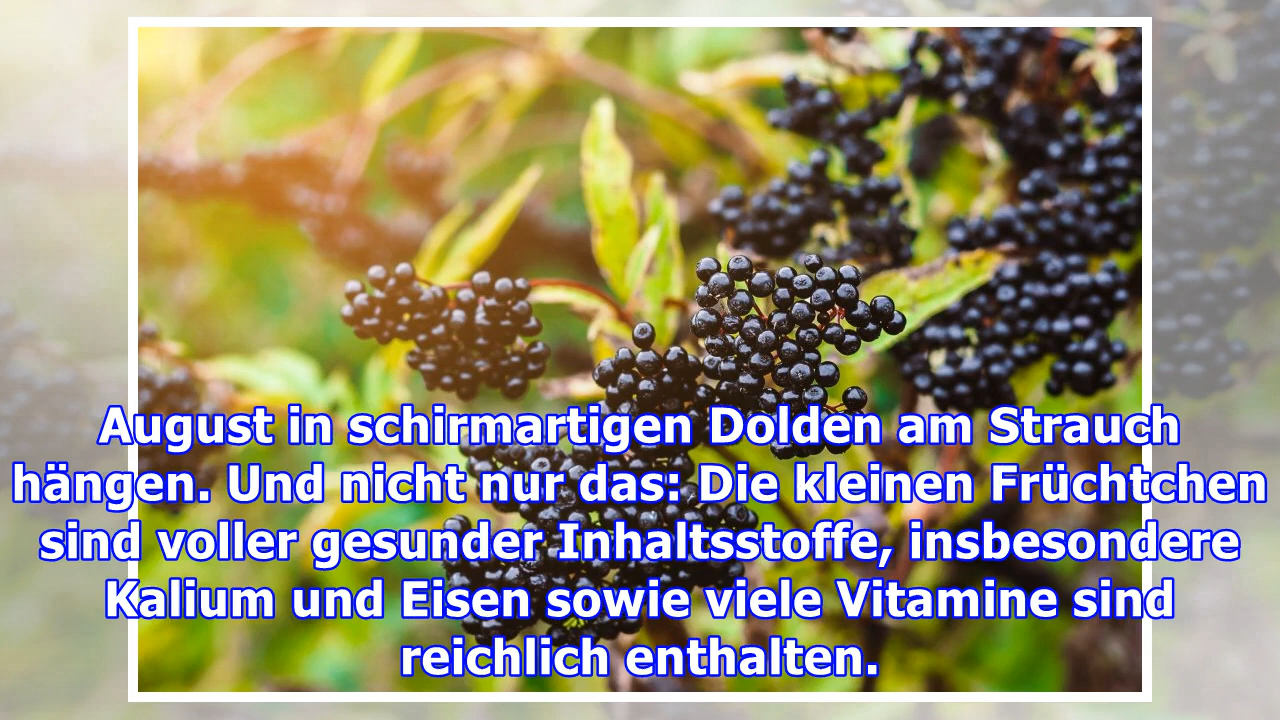 August in schirmartigen Dolden am Strauch
hängen. Und nicht nur das: Die kleinen Früchtchen
sind voller gesunder Inhaltsstoffe, insbesondere
Kalium und Eisen sowie viele Vitamine sind
reichlich enthalten.